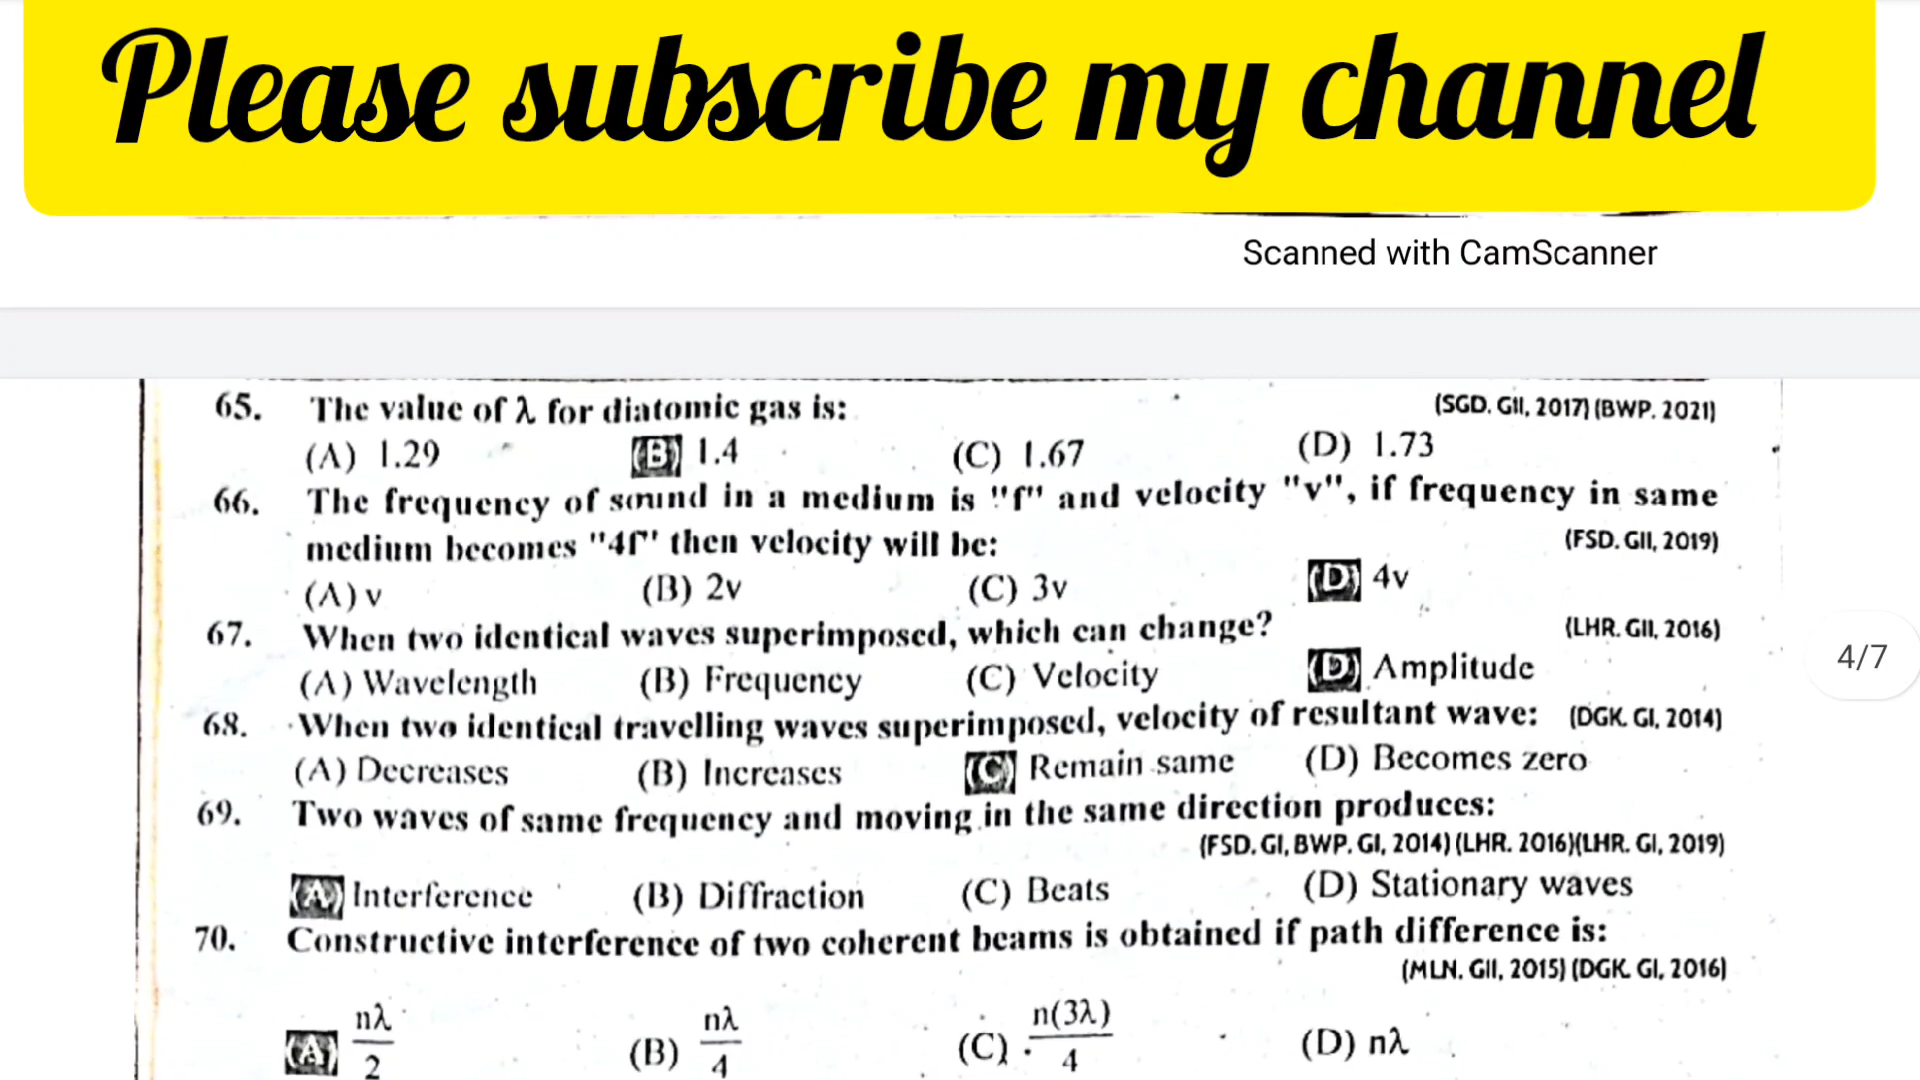 Please subscribe my channel
Scanned with CamScanner
65. The value of λ for diatomic gas is: (SGD. GII, 2017) (BWP. 2021)
(A) 1.29 (B) 1.4 (C) 1.67 (D) 1.73
66. The frequency of sound in a medium is "f" and velocity "v", if frequency in same
medium becomes "4f" then velocity will be: (FSD. GII, 2019)
(A) v (B) 2v (C) 3v (D) 4v
67. When two identical waves superimposed, which can change? (LHR. GII, 2016)
(A) Wavelength (B) Frequency (C) Velocity (D) Amplitude
68. When two identical travelling waves superimposed, velocity of resultant wave: (DGK. GI, 2014)
(A) Decreases (B) Increases (C) Remain same (D) Becomes zero
69. Two waves of same frequency and moving in the same direction produces:
(FSD. GI, BWP. GI, 2014) (LHR. 2016)(LHR. GI, 2019)
(A) Interference (B) Diffraction (C) Beats (D) Stationary waves
70. Constructive interference of two coherent beams is obtained if path difference is:
(MLN. GII, 2015) (DGK. GI, 2016)
(A) nλ/2 (B) nλ/4 (C) n(3λ)/4 (D) nλ
4/7